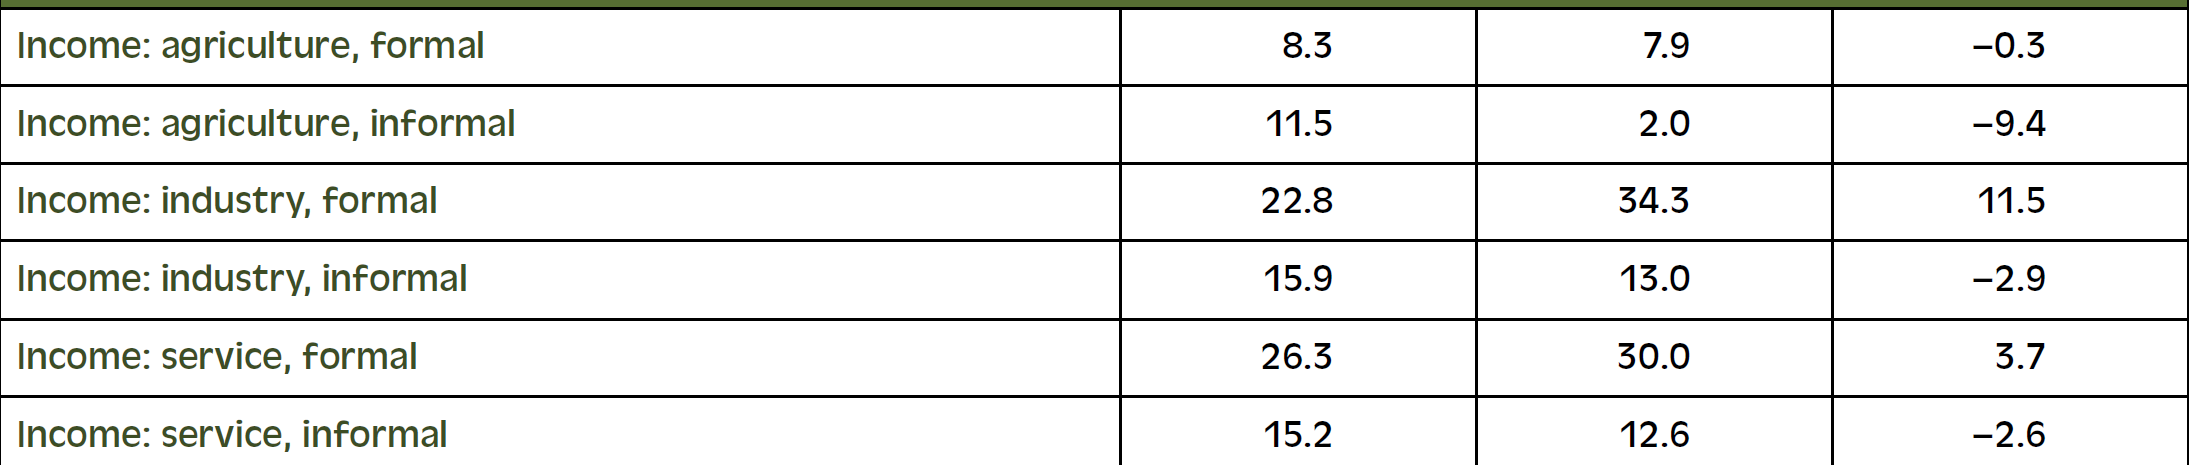 Income: agriculture, formal 8.3 7.9 –0.3
Income: agriculture, informal 11.5 2.0 –9.4
Income: industry, formal 22.8 34.3 11.5
Income: industry, informal 15.9 13.0 –2.9
Income: service, formal 26.3 30.0 3.7
Income: service, informal 15.2 12.6 –2.6